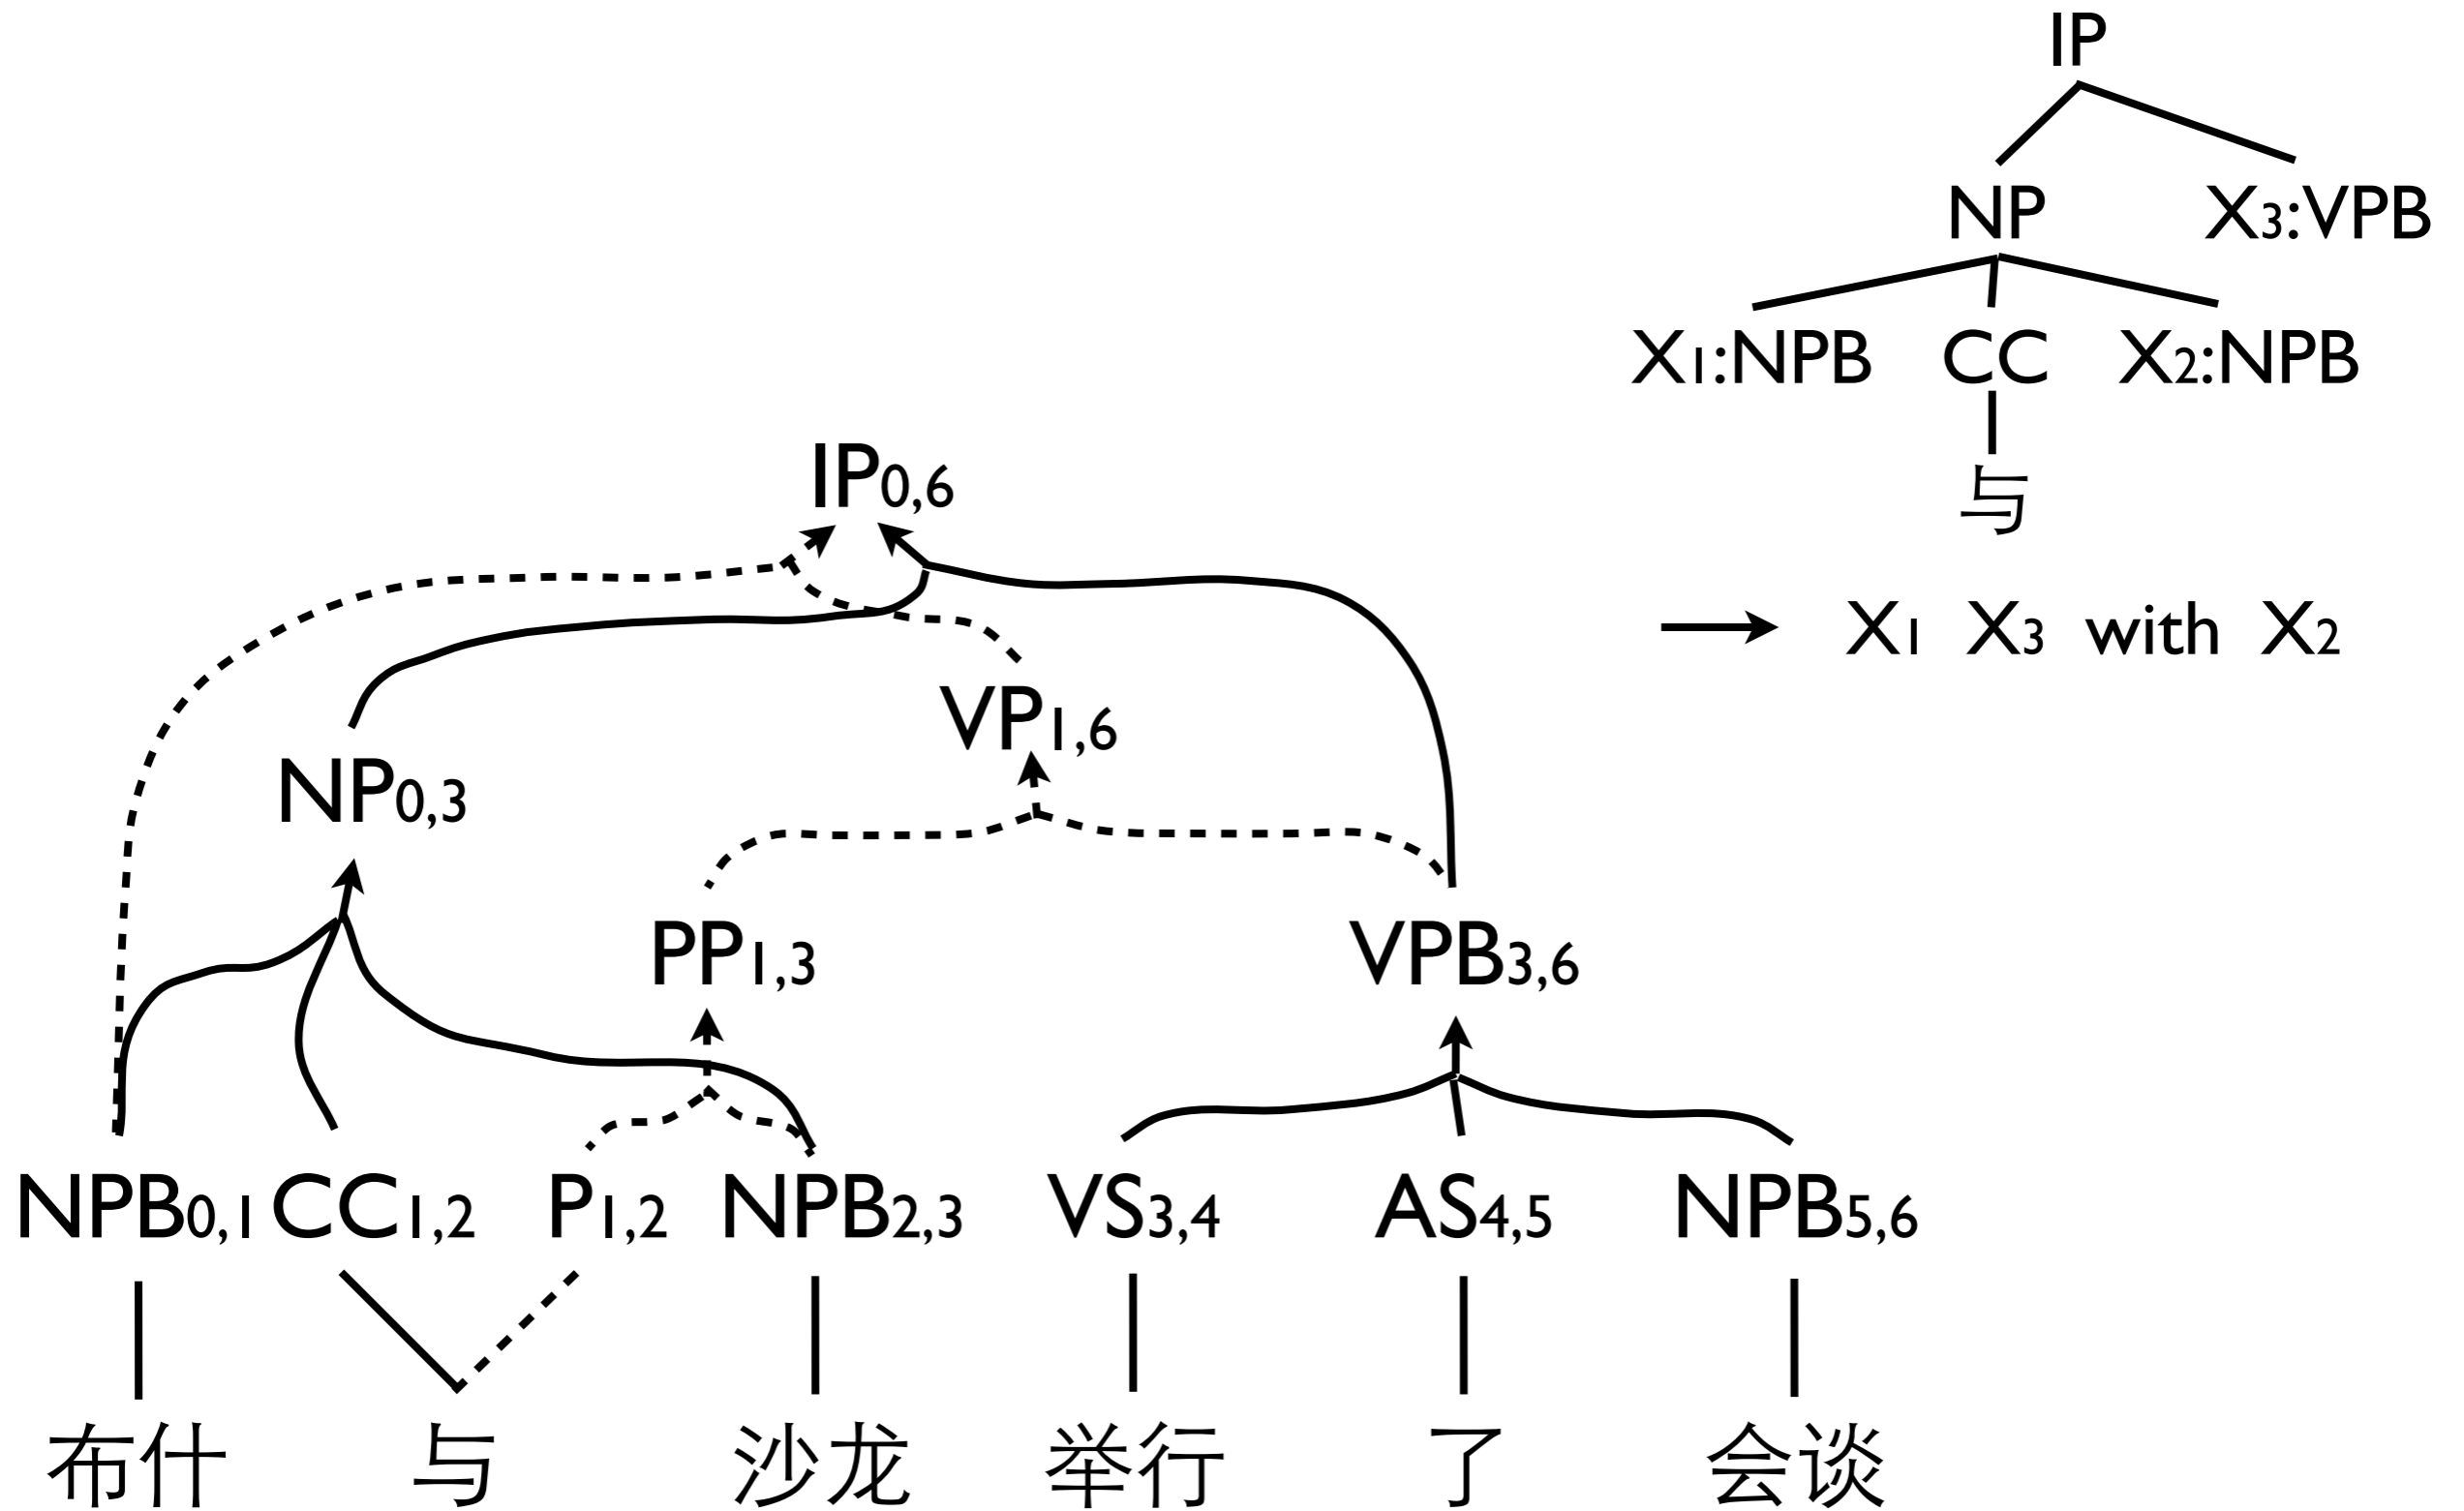 IP
NP X3:VPB
X1:NPB CC X2:NPB
与
X1 X3 with X2
IP0,6
VP1,6
NP0,3
PP1,3 VPB3,6
NPB0,1 CC1,2 P1,2 NPB2,3 VS3,4 AS4,5 NPB5,6
布什 与 沙龙 举行 了 会谈